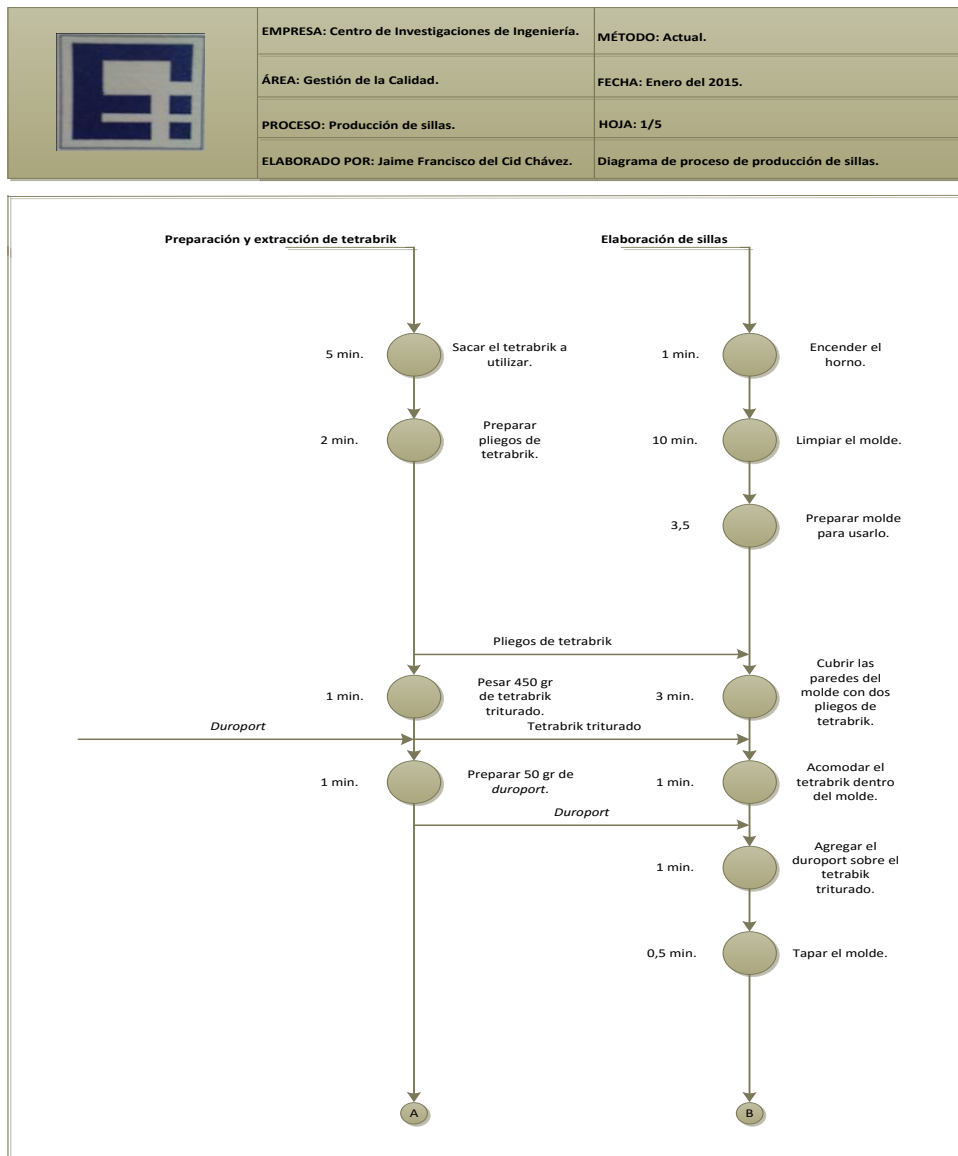 EMPRESA: Centro de Investigaciones de Ingeniería.
MÉTODO: Actual.
ÁREA: Gestión de la Calidad.
FECHA: Enero del 2015.
PROCESO: Producción de sillas.
HOJA: 1/5
ELABORADO POR: Jaime Francisco del Cid Chávez.
Diagrama de proceso de producción de sillas.
Preparación y extracción de tetrabrik
Elaboración de sillas
5 min.
Sacar el tetrabrik a
utilizar.
1 min.
Encender el
horno.
2 min.
Preparar
pliegos de
tetrabrik.
10 min.
Limpiar el molde.
3,5
Preparar molde
para usarlo.
Pliegos de tetrabrik
1 min.
Pesar 450 gr
de tetrabrik
triturado.
3 min.
Cubrir las
paredes del
molde con dos
pliegos de
tetrabrik.
Duroport
Tetrabrik triturado
1 min.
Preparar 50 gr de
duroport.
1 min.
Acomodar el
tetrabrik dentro
del molde.
Duroport
1 min.
Agregar el
duroport sobre el
tetrabik
triturado.
0,5 min.
Tapar el molde.
A
B